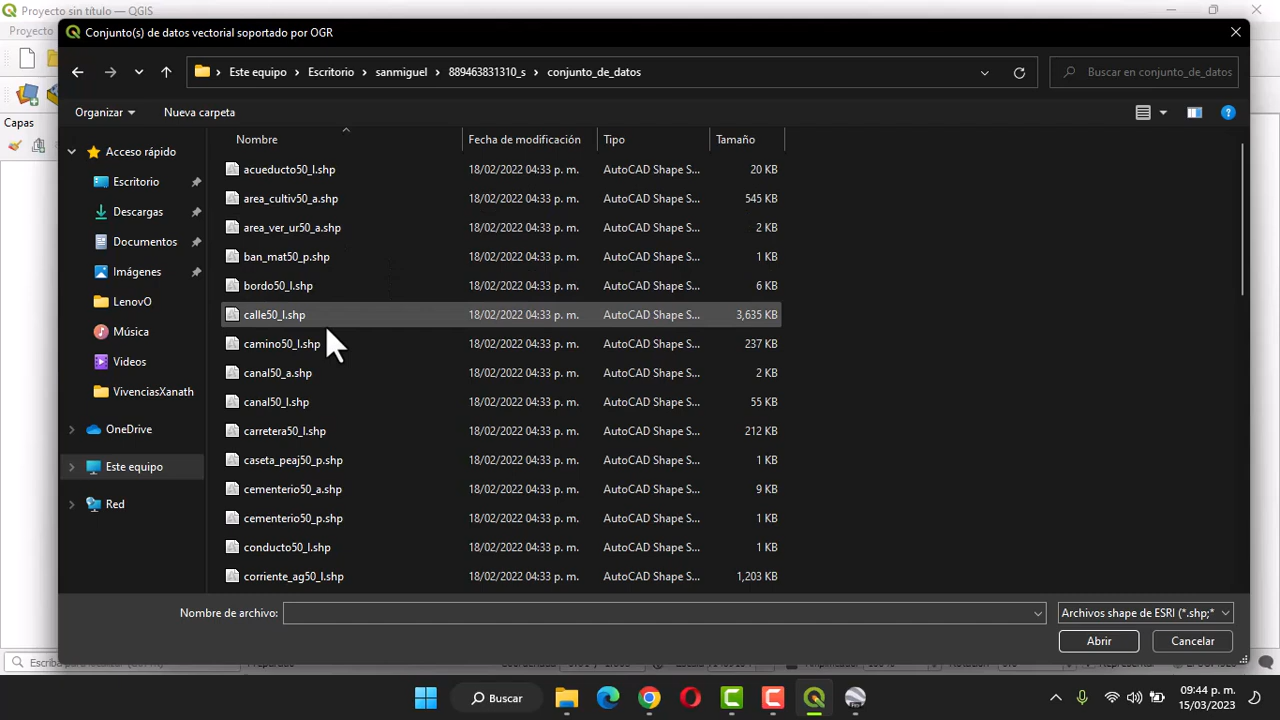 Proyecto sin título — QGIS
Proyecto
Conjunto(s) de datos vectorial soportado por OGR
Este equipo
Escritorio
sanmiguel
889463831310_s
conjunto_de_datos
Buscar en conjunto_de_datos
Organizar
Nueva carpeta
Capas
Nombre
Fecha de modificación
Tipo
Tamaño
Acceso rápido
Escritorio
Descargas
Documentos
Imágenes
LenovO
Música
Videos
VivenciasXanath
OneDrive
Este equipo
Red
acueducto50_l.shp 18/02/2022 04:33 p. m. AutoCAD Shape S... 20 KB
area_cultiv50_a.shp 18/02/2022 04:33 p. m. AutoCAD Shape S... 545 KB
area_ver_ur50_a.shp 18/02/2022 04:33 p. m. AutoCAD Shape S... 2 KB
ban_mat50_p.shp 18/02/2022 04:33 p. m. AutoCAD Shape S... 1 KB
bordo50_l.shp 18/02/2022 04:33 p. m. AutoCAD Shape S... 6 KB
calle50_l.shp 18/02/2022 04:33 p. m. AutoCAD Shape S... 3,635 KB
camino50_l.shp 18/02/2022 04:33 p. m. AutoCAD Shape S... 237 KB
canal50_a.shp 18/02/2022 04:33 p. m. AutoCAD Shape S... 2 KB
canal50_l.shp 18/02/2022 04:33 p. m. AutoCAD Shape S... 55 KB
carretera50_l.shp 18/02/2022 04:33 p. m. AutoCAD Shape S... 212 KB
caseta_peaj50_p.shp 18/02/2022 04:33 p. m. AutoCAD Shape S... 1 KB
cementerio50_a.shp 18/02/2022 04:33 p. m. AutoCAD Shape S... 9 KB
cementerio50_p.shp 18/02/2022 04:33 p. m. AutoCAD Shape S... 1 KB
conducto50_l.shp 18/02/2022 04:33 p. m. AutoCAD Shape S... 1 KB
corriente_ag50_l.shp 18/02/2022 04:33 p. m. AutoCAD Shape S... 1,203 KB
Nombre de archivo:
Archivos shape de ESRI (*.shp;*
Abrir
Cancelar
Buscar
09:44 p. m.
15/03/2023